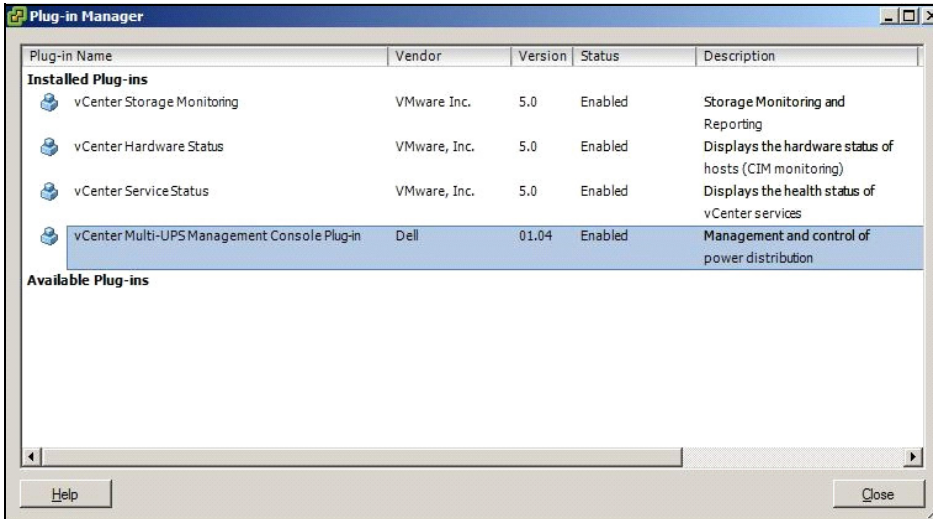 Plug-in Manager
Plug-in Name Vendor Version Status Description
Installed Plug-ins
vCenter Storage Monitoring VMware Inc. 5.0 Enabled Storage Monitoring and
Reporting
vCenter Hardware Status VMware, Inc. 5.0 Enabled Displays the hardware status of
hosts (CIM monitoring)
vCenter Service Status VMware, Inc. 5.0 Enabled Displays the health status of
vCenter services
vCenter Multi-UPS Management Console Plug-in Dell 01.04 Enabled Management and control of
power distribution
Available Plug-ins
Help Close